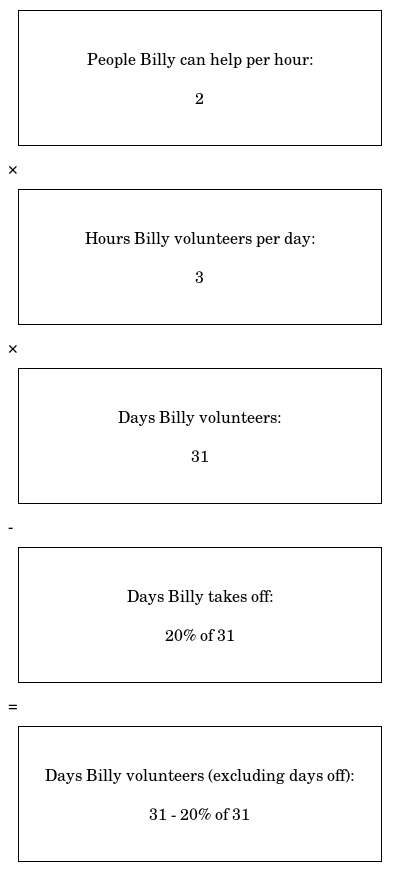 People Billy can help per hour:
2
×
Hours Billy volunteers per day:
3
×
Days Billy volunteers:
31
-
Days Billy takes off:
20% of 31
=
Days Billy volunteers (excluding days off):
31 - 20% of 31